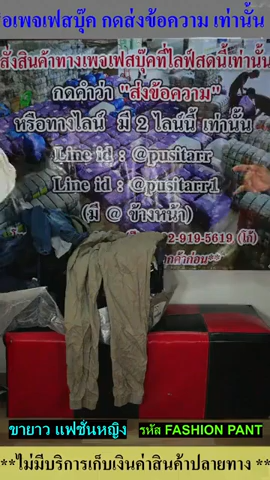 อเพจเฟสบุ๊ค กดส่งข้อความ เท่านั้น
สั่งสินค้าทางเพจเฟสบุ๊คที่ไลฟ์สดนี้เท่านั้น
กดคำว่า "ส่งข้อความ"
หรือทางไลน์ มี 2 ไลน์นี้ เท่านั้น
Line id : @pusitarr
Line id : @pusitarr1
(มี @ ข้างหน้า)
2-919-5619 (โก้)
ค้าก่อน**
ขายาว แฟชั่นหญิง
รหัส FASHION PANT
**ไม่มีบริการเก็บเงินค่าสินค้าปลายทาง **